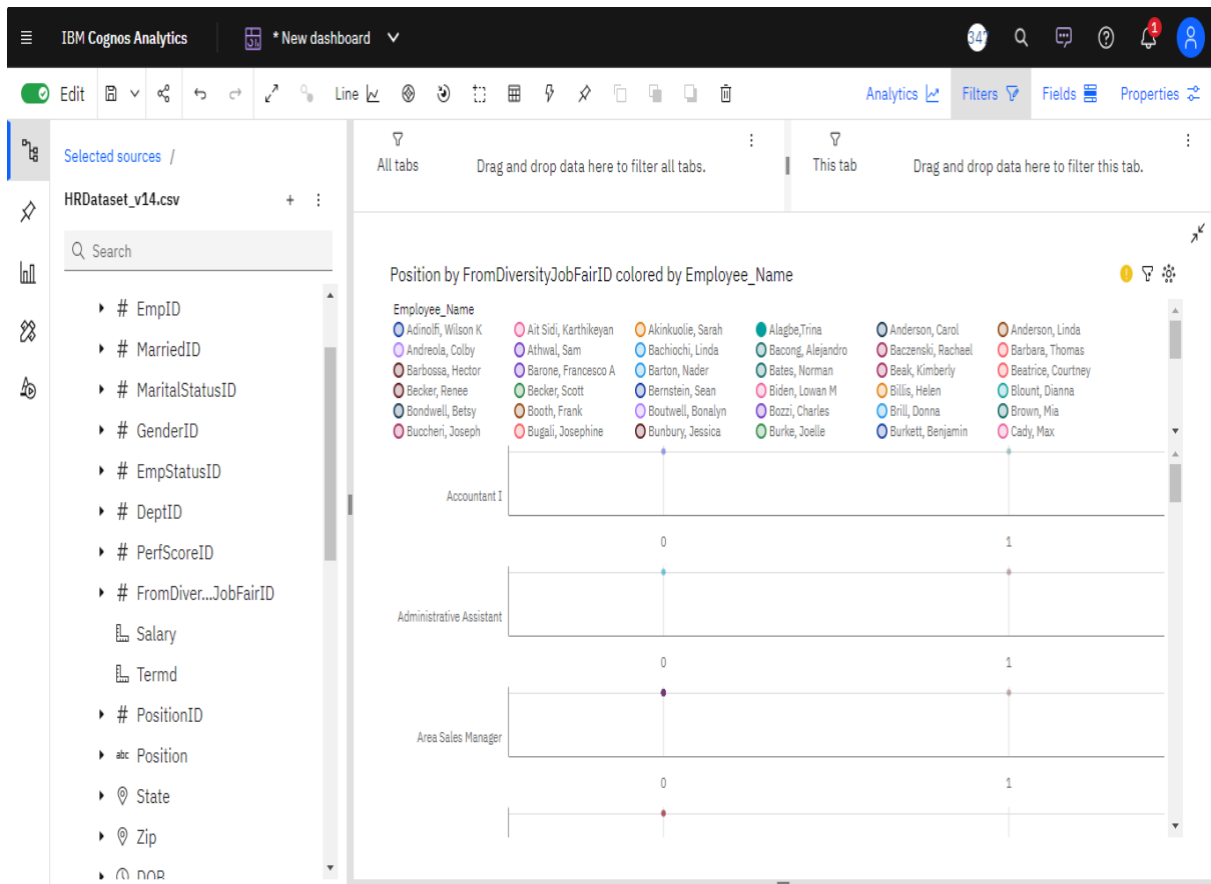 IBM Cognos Analytics
* New dashboard
347
1
Edit
Line
Analytics
Filters
Fields
Properties
Selected sources /
HRDataset_v14.csv
Search
# EmpID
# MarriedID
# MaritalStatusID
# GenderID
# EmpStatusID
# DeptID
# PerfScoreID
# FromDiver...JobFairID
Salary
Termd
# PositionID
abc Position
State
Zip
DOB
All tabs
Drag and drop data here to filter all tabs.
This tab
Drag and drop data here to filter this tab.
Position by FromDiversityJobFairID colored by Employee_Name
Employee_Name
Adinolfi, Wilson K Ait Sidi, Karthikeyan Akinkuolie, Sarah Alagbe,Trina Anderson, Carol Anderson, Linda
Andreola, Colby Athwal, Sam Bachiochi, Linda Bacong, Alejandro Baczenski, Rachael Barbara, Thomas
Barbossa, Hector Barone, Francesco A Barton, Nader Bates, Norman Beak, Kimberly Beatrice, Courtney
Becker, Renee Becker, Scott Bernstein, Sean Biden, Lowan M Billis, Helen Blount, Dianna
Bondwell, Betsy Booth, Frank Boutwell, Bonalyn Bozzi, Charles Brill, Donna Brown, Mia
Buccheri, Joseph Bugali, Josephine Bunbury, Jessica Burke, Joelle Burkett, Benjamin Cady, Max
Accountant I
0 1
Administrative Assistant
0 1
Area Sales Manager
0 1